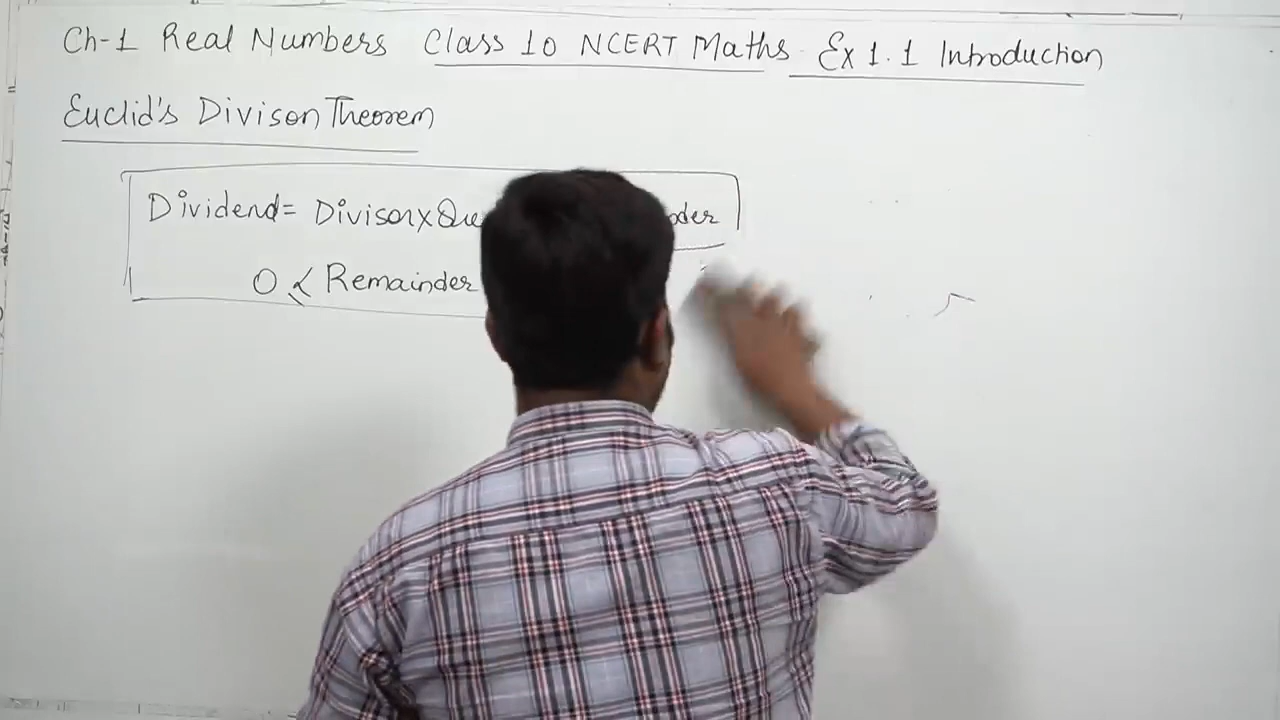 Ch-1 Real Numbers Class 10 NCERT Maths Ex 1.1 Introduction
Euclid's Divison Theorem
Dividend = Divisor x
0 ≤ Remainder